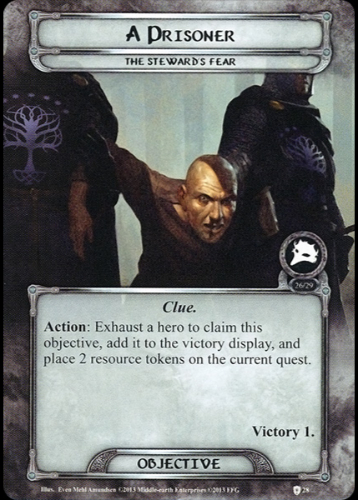 A Prisoner
The Steward's Fear
26/29
Clue.
Action: Exhaust a hero to claim this
objective, add it to the victory display, and
place 2 resource tokens on the current quest.
Victory 1.
Objective
Illus. Even Mehl Amundsen ©2013 Middle-earth Enterprises ©2013 FFG
28